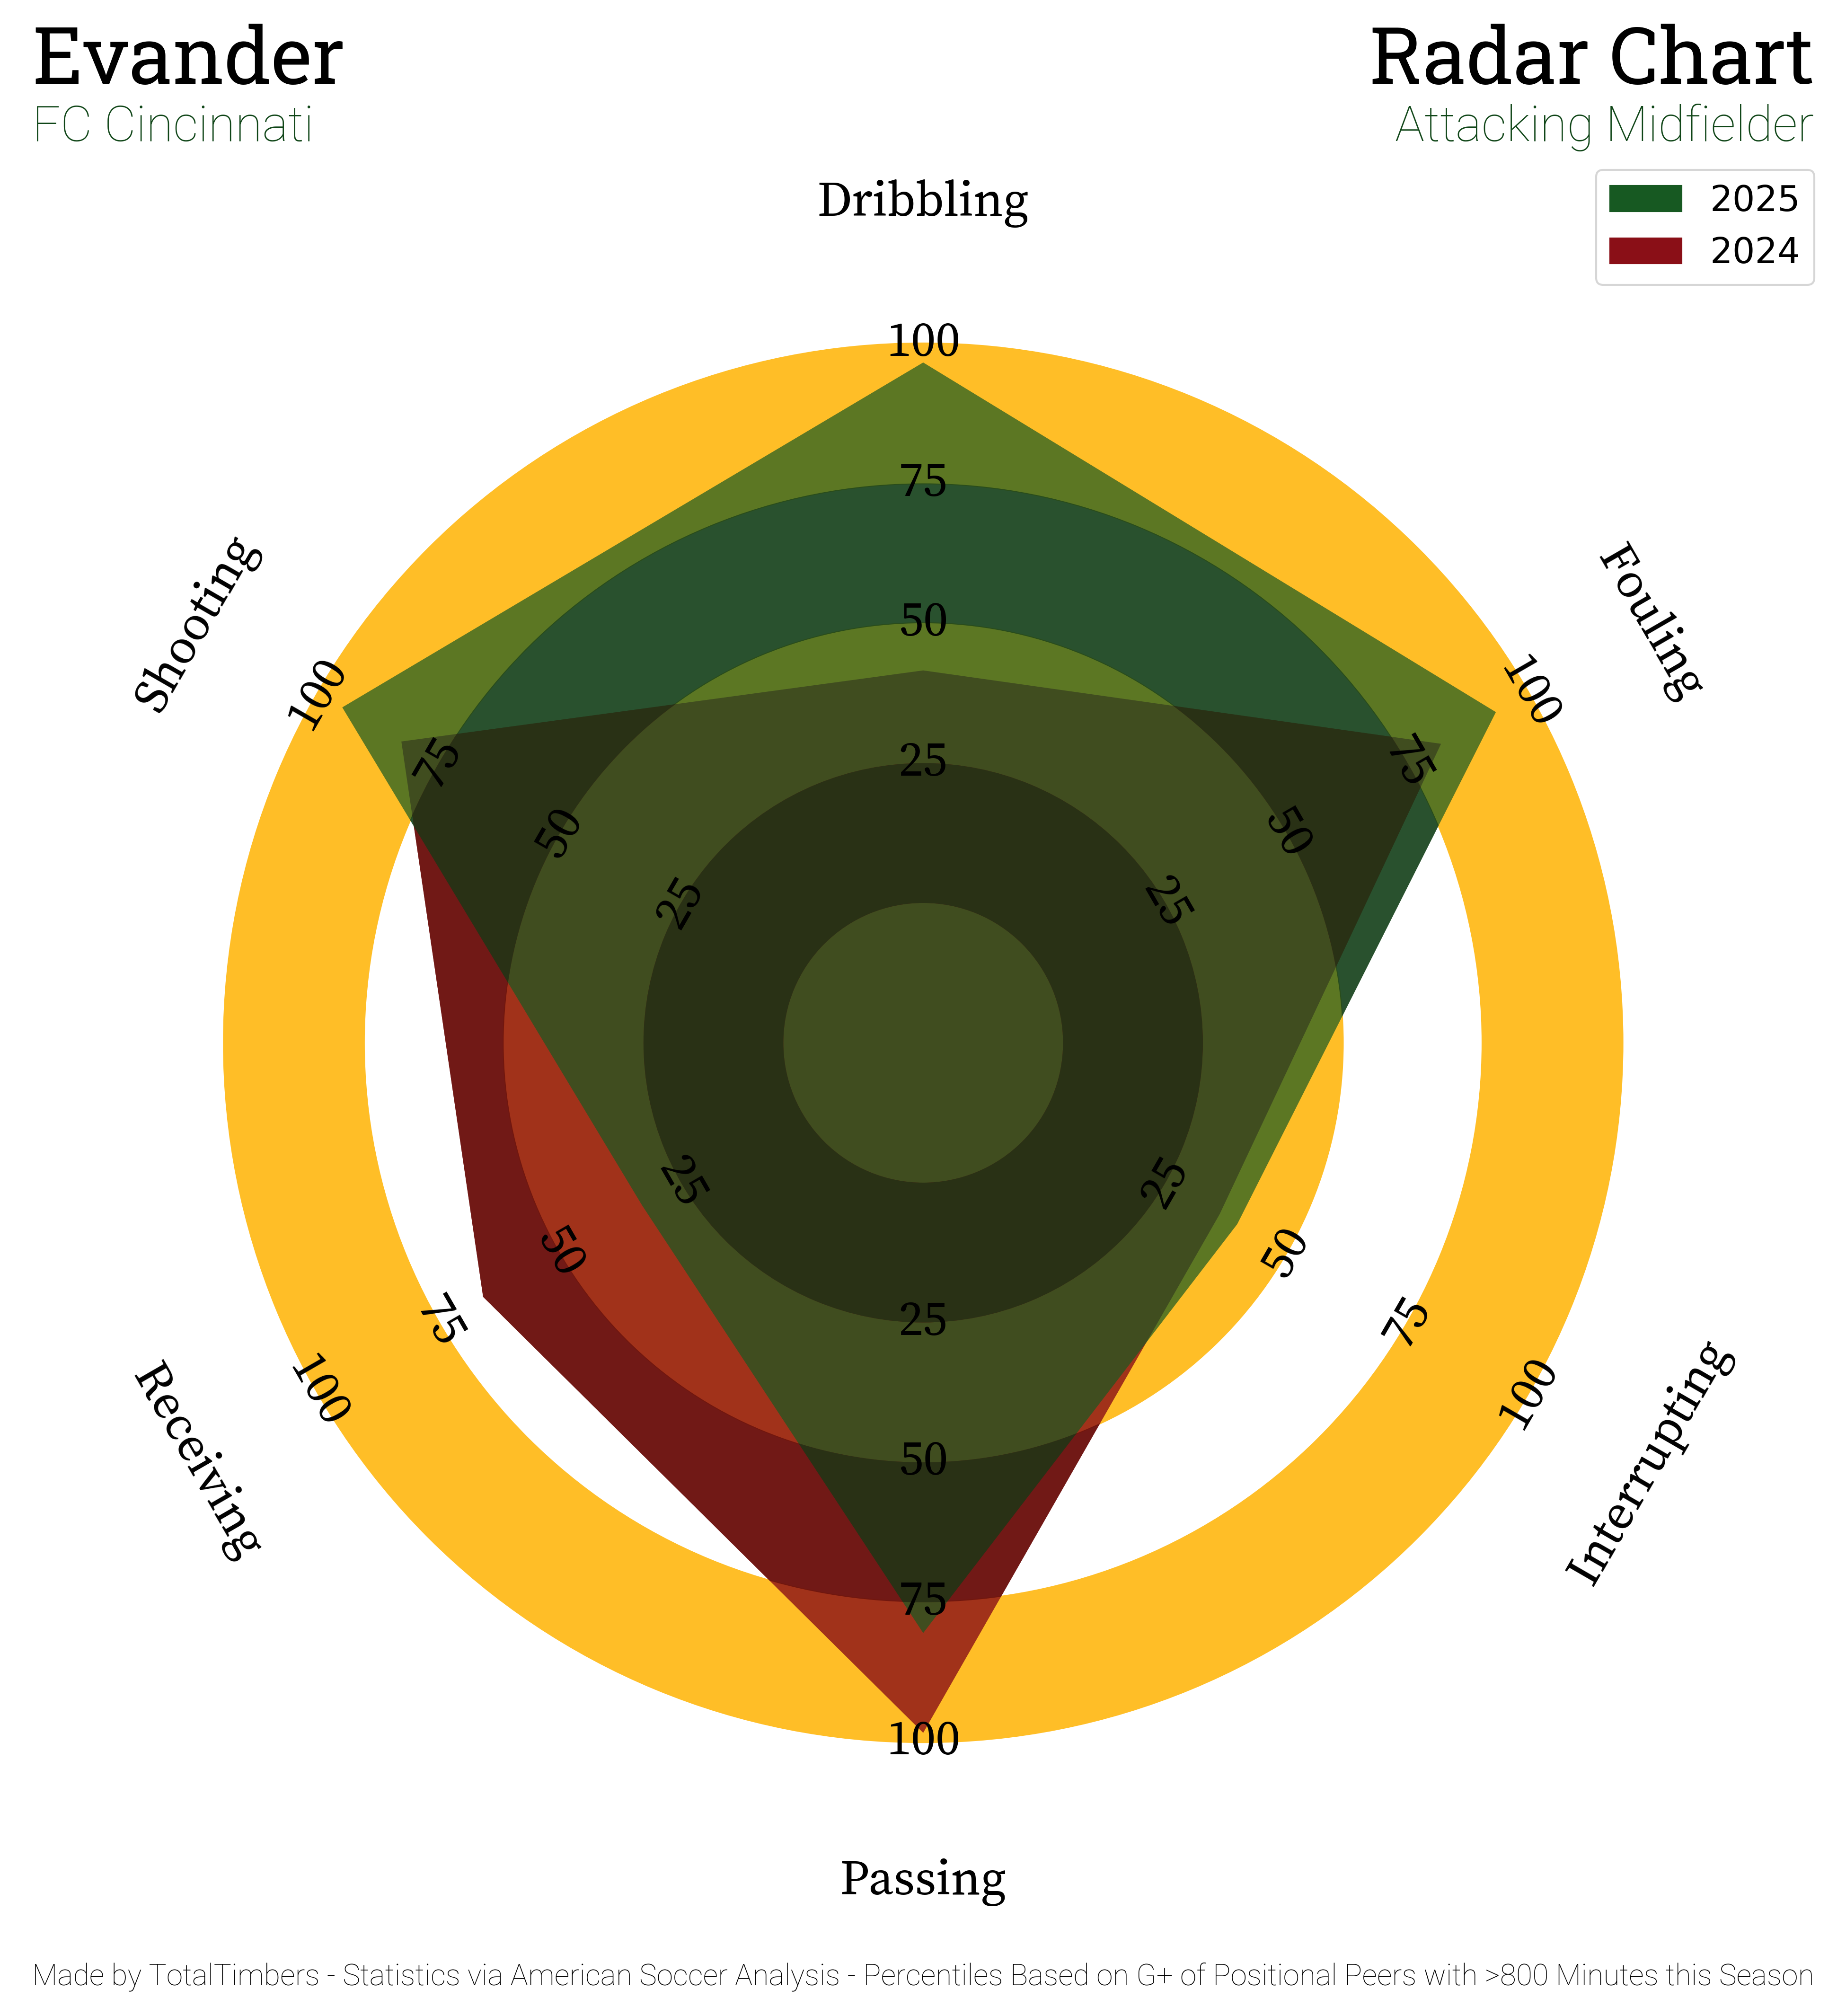 Evander
Radar Chart
FC Cincinnati
Attacking Midfielder
2025
2024
Dribbling
100
75
50
25
Shooting
100
75
50
25
Fouling
100
75
50
25
Receiving
25
50
75
100
Interrupting
25
50
75
100
25
50
75
100
Passing
Made by TotalTimbers - Statistics via American Soccer Analysis - Percentiles Based on G+ of Positional Peers with >800 Minutes this Season